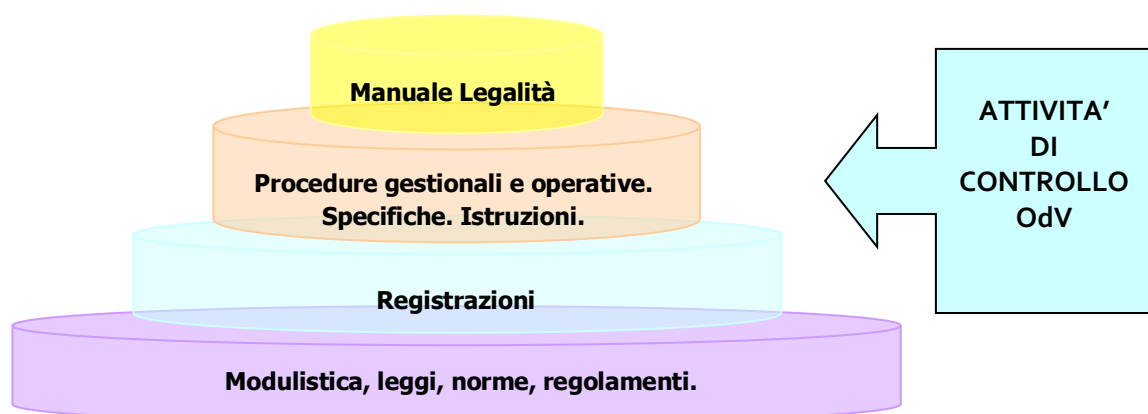 Manuale Legalità
Procedure gestionali e operative.
Specifiche. Istruzioni.
Registrazioni
Modulistica, leggi, norme, regolamenti.
ATTIVITA’
DI
CONTROLLO
OdV